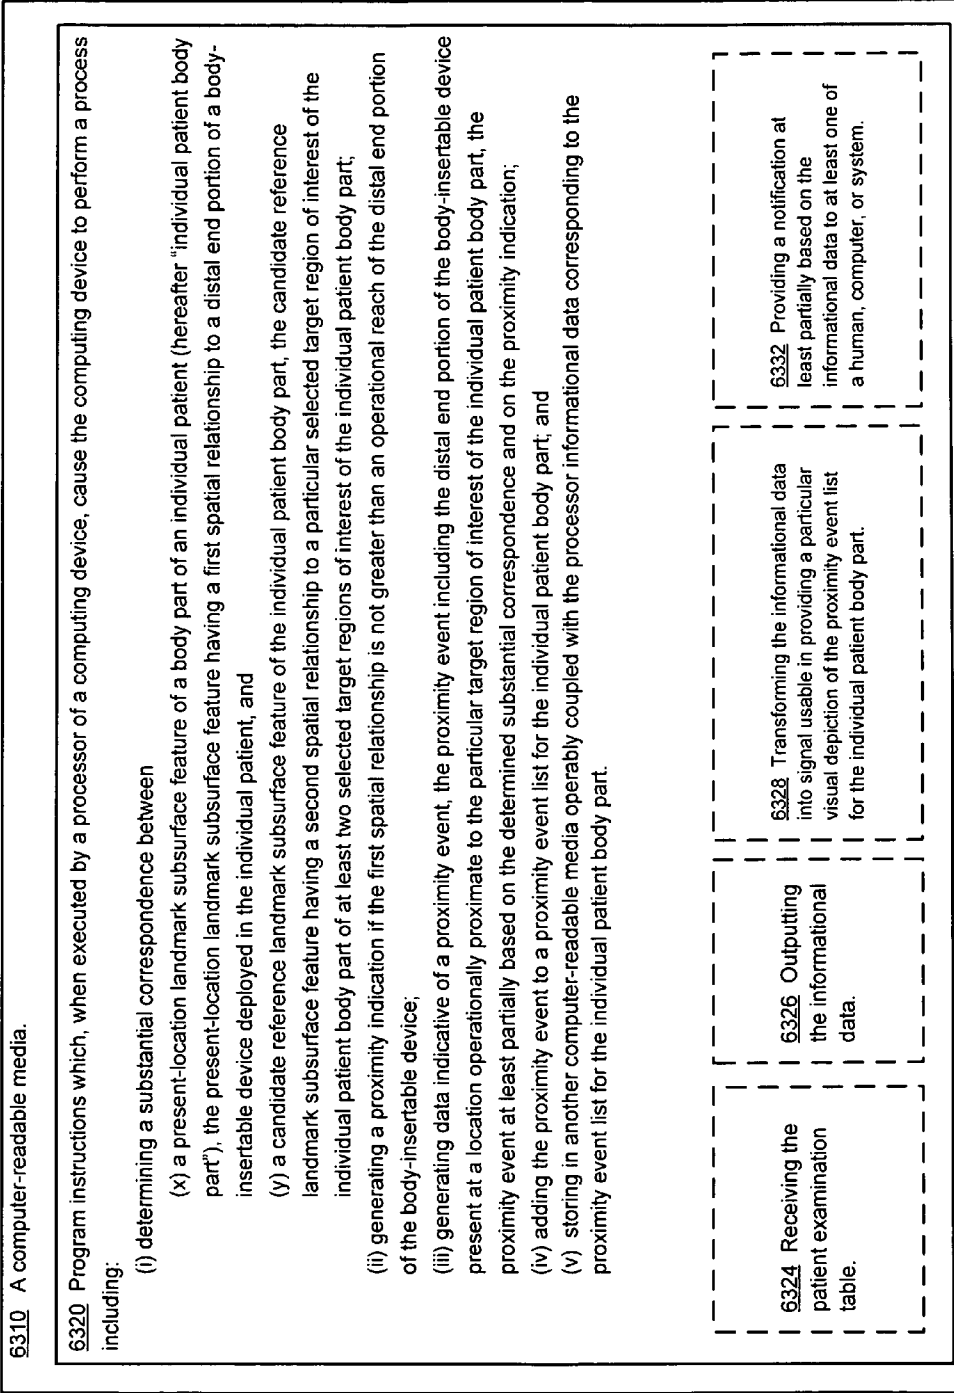 6310 A computer-readable media.
6320 Program instructions which, when executed by a processor of a computing device, cause the computing device to perform a process
including:
(i) determining a substantial correspondence between
(x) a present-location landmark subsurface feature of a body part of an individual patient (hereafter "individual patient body
part"), the present-location landmark subsurface feature having a first spatial relationship to a distal end portion of a body-
insertable device deployed in the individual patient, and
(y) a candidate reference landmark subsurface feature of the individual patient body part, the candidate reference
landmark subsurface feature having a second spatial relationship to a particular selected target region of interest of the
individual patient body part of at least two selected target regions of interest of the individual patient body part;
(ii) generating a proximity indication if the first spatial relationship is not greater than an operational reach of the distal end portion
of the body-insertable device;
(iii) generating data indicative of a proximity event, the proximity event including the distal end portion of the body-insertable device
present at a location operationally proximate to the particular target region of interest of the individual patient body part, the
proximity event at least partially based on the determined substantial correspondence and on the proximity indication;
(iv) adding the proximity event to a proximity event list for the individual patient body part; and
(v) storing in another computer-readable media operably coupled with the processor informational data corresponding to the
proximity event list for the individual patient body part.
6324 Receiving the
patient examination
table.
6326 Outputting
the informational
data.
6328 Transforming the informational data
into signal usable in providing a particular
visual depiction of the proximity event list
for the individual patient body part.
6332 Providing a notification at
least partially based on the
informational data to at least one of
a human, computer, or system.